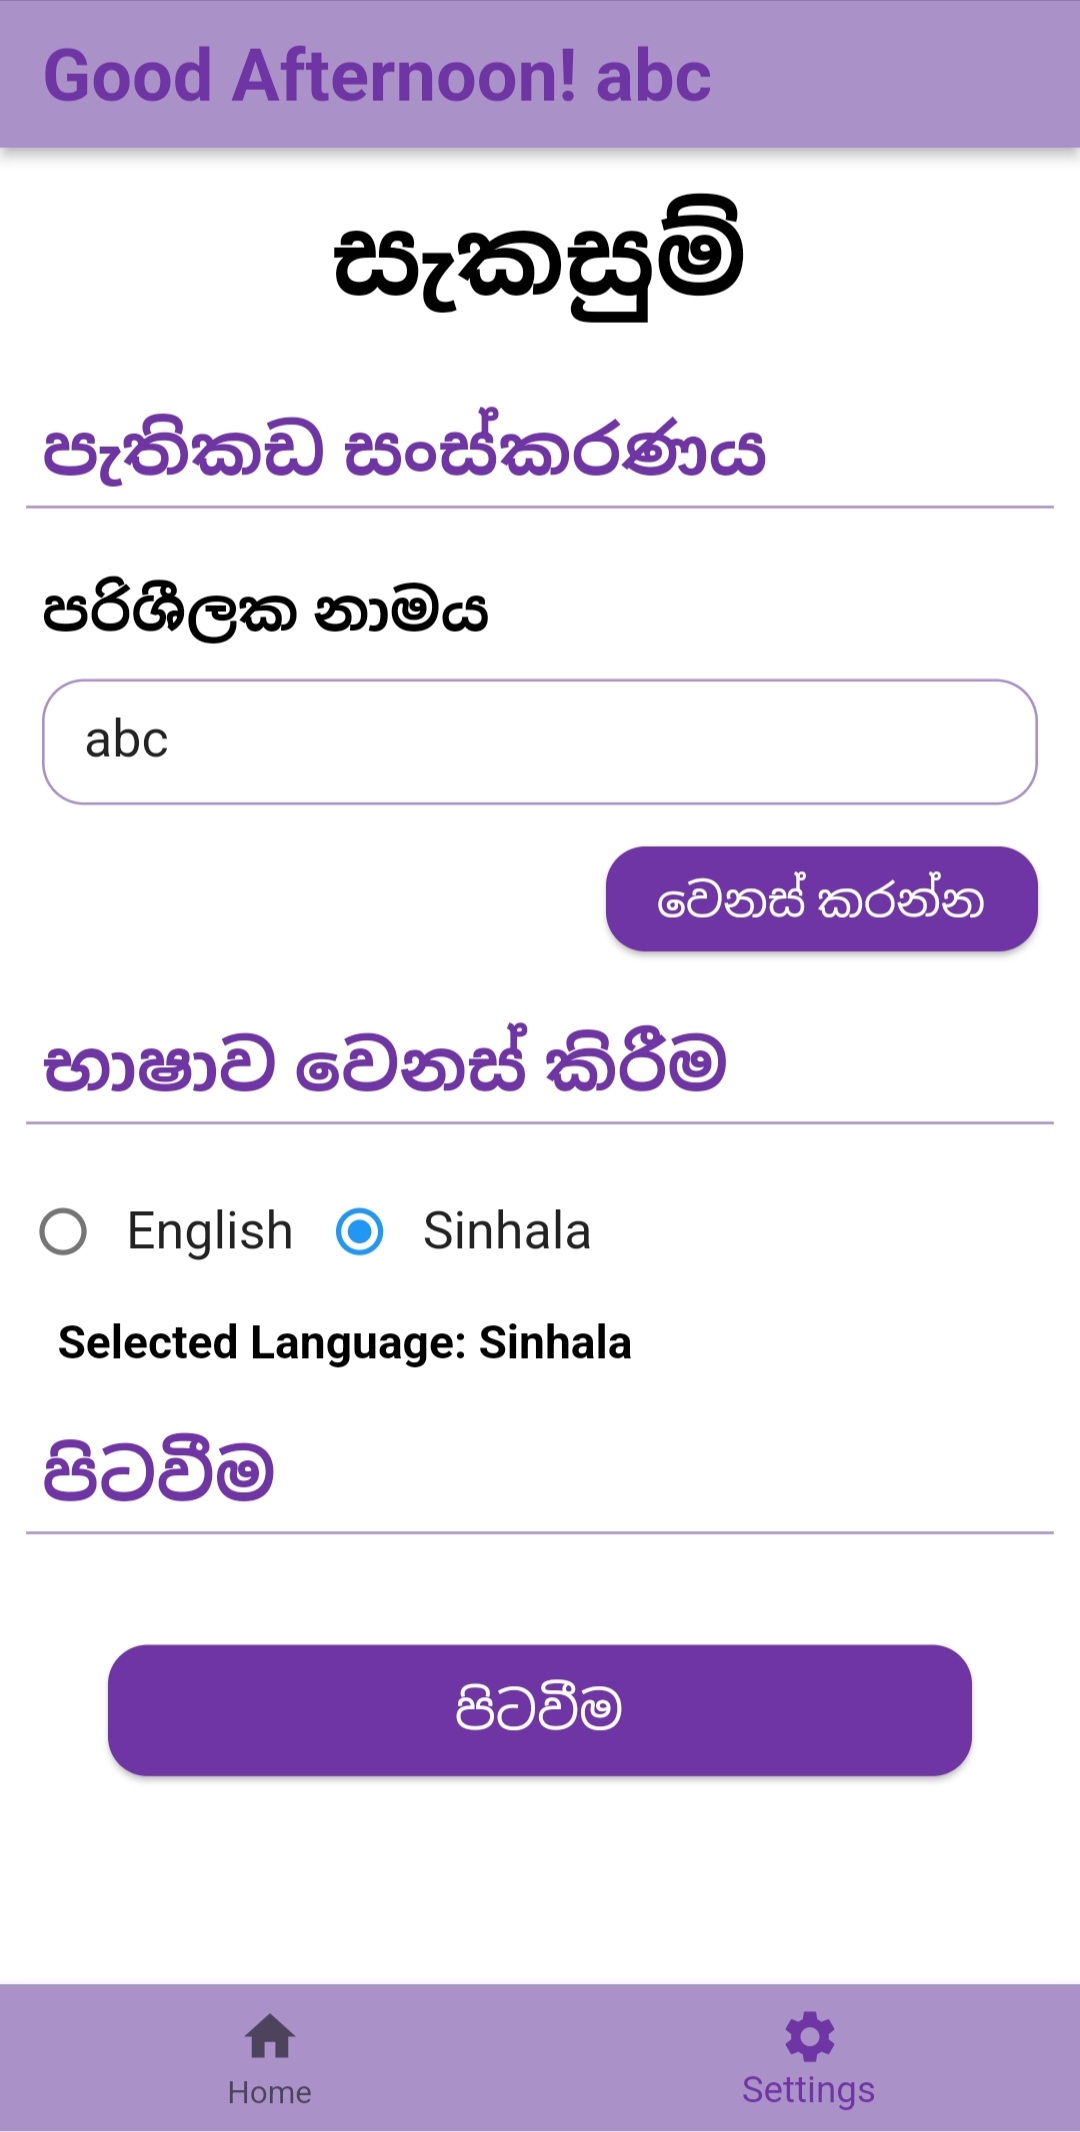 Good Afternoon! abc
සැකසුම්
පැතිකඩ සංස්කරණය
පරිශීලක නාමය
abc
වෙනස් කරන්න
භාෂාව වෙනස් කිරීම
English Sinhala
Selected Language: Sinhala
පිටවීම
පිටවීම
Home Settings